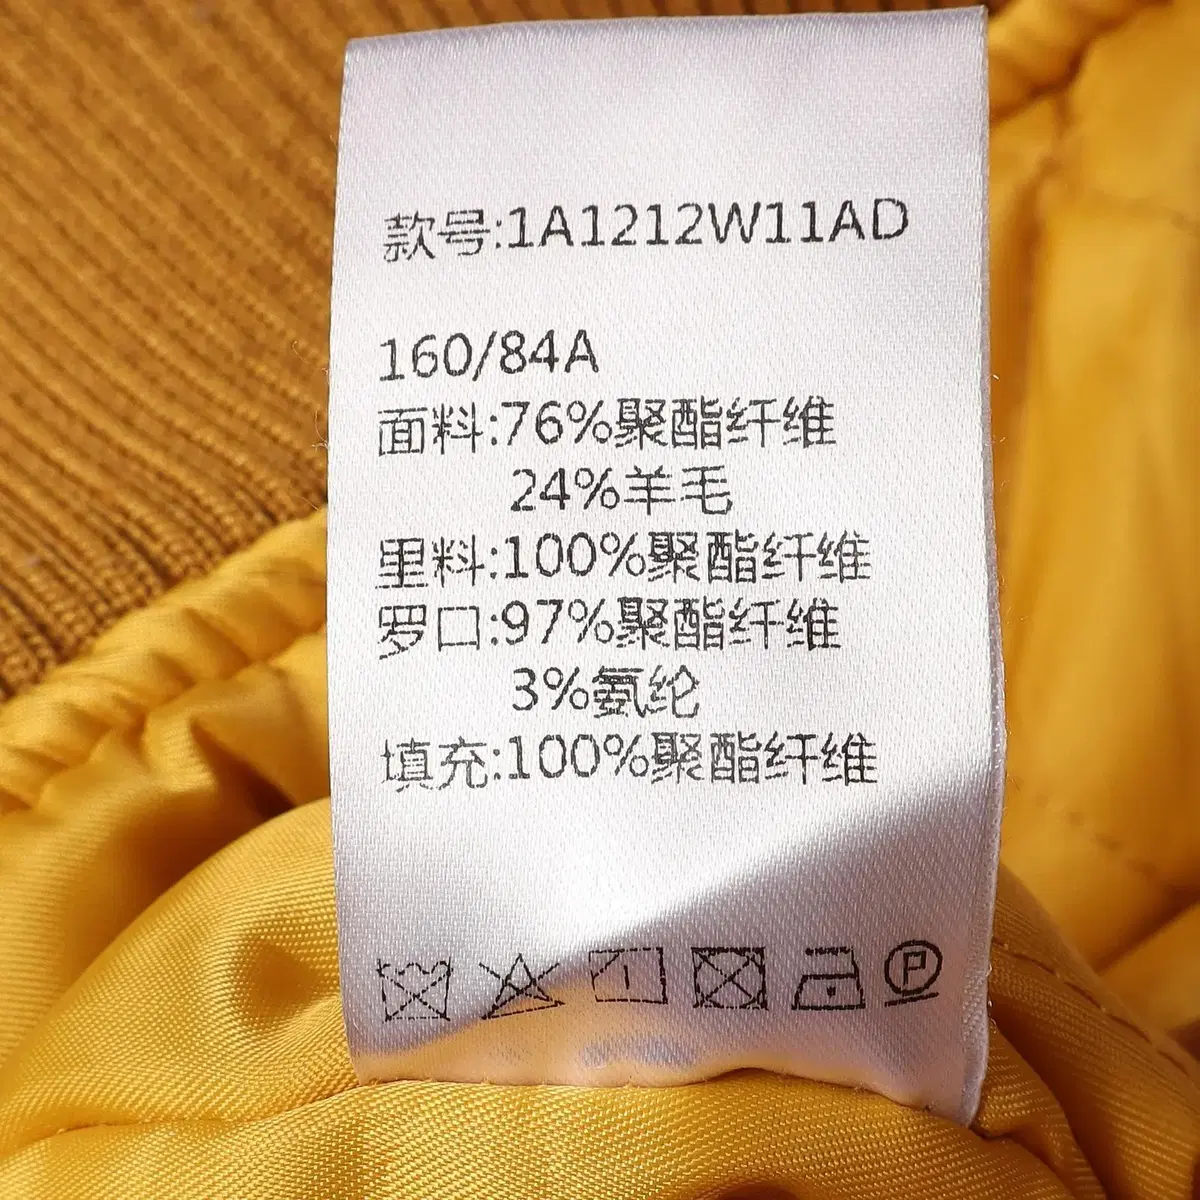 款号:1A1212W11AD
160/84A
面料:76%聚酯纤维
24%羊毛
里料:100%聚酯纤维
罗口:97%聚酯纤维
3%氨纶
填充:100%聚酯纤维
P